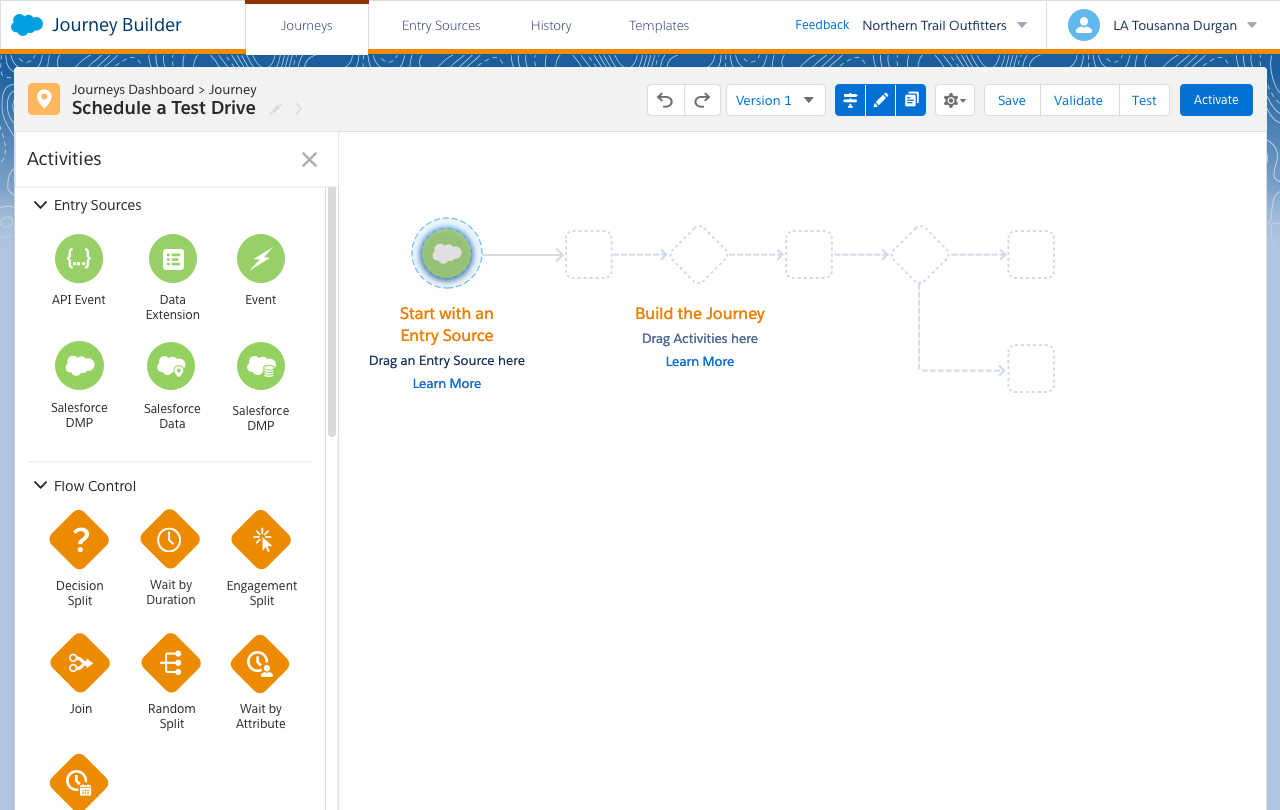 Journey Builder
Journeys
Entry Sources
History
Templates
Feedback
Northern Trail Outfitters
LA Tousanna Durgan
Journeys Dashboard > Journey
Schedule a Test Drive
Version 1
Save
Validate
Test
Activate
Activities
Entry Sources
{...}
API Event
Data
Extension
Event
Salesforce
DMP
Salesforce
Data
Salesforce
DMP
Flow Control
?
Decision
Split
Wait by
Duration
Engagement
Split
Join
Random
Split
Wait by
Attribute
Start with an
Entry Source
Drag an Entry Source here
Learn More
Build the Journey
Drag Activities here
Learn More